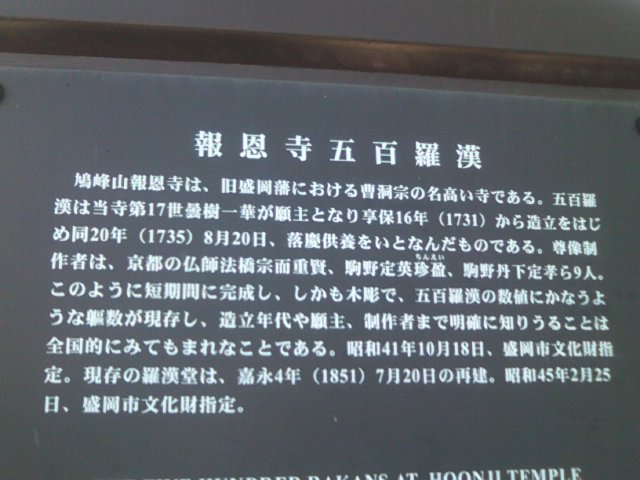 報恩寺五百羅漢
鳩峰山報恩寺は、旧盛岡藩における曹洞宗の名高い寺である。五百羅
漢は当寺第17世曇樹一華が願主となり享保16年（1731）から造立をはじ
め同20年（1735）8月20日、落慶供養をいとなんだものである。尊像制
作者は、京都の仏師法橋宗而重賢、駒野定英珍盈、駒野丹下定孝ら9人。
ちんえい
このように短期間に完成し、しかも木彫で、五百羅漢の数値にかなうよ
うな軀数が現存し、造立年代や願主、制作者まで明確に知りうることは
全国的にみてもまれなことである。昭和41年10月18日、盛岡市文化財指
定。現存の羅漢堂は、嘉永4年（1851）7月20日の再建。昭和45年2月25
日、盛岡市文化財指定。
FIVE HUNDRED RAKANS AT HOONJI TEMPLE